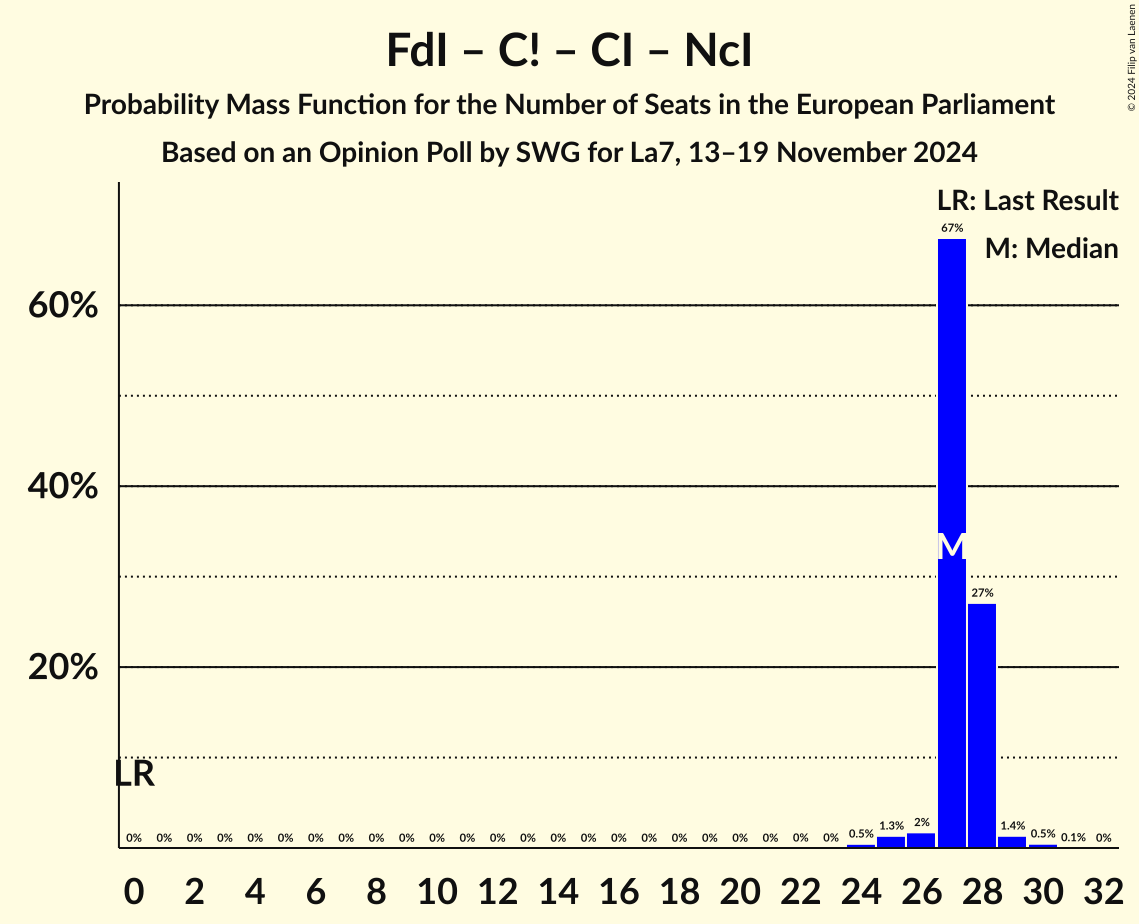 FdI – C! – CI – NcI
Probability Mass Function for the Number of Seats in the European Parliament
Based on an Opinion Poll by SWG for La7, 13–19 November 2024
© 2024 Filip van Laenen
LR: Last Result
M: Median
67%
60%
40%
M
27%
20%
LR
0% 0% 0% 0% 0% 0% 0% 0% 0% 0% 0% 0% 0% 0% 0% 0% 0% 0% 0% 0% 0% 0% 0% 0% 0.5% 1.3% 2% 1.4% 0.5% 0.1% 0%
0 2 4 6 8 10 12 14 16 18 20 22 24 26 28 30 32